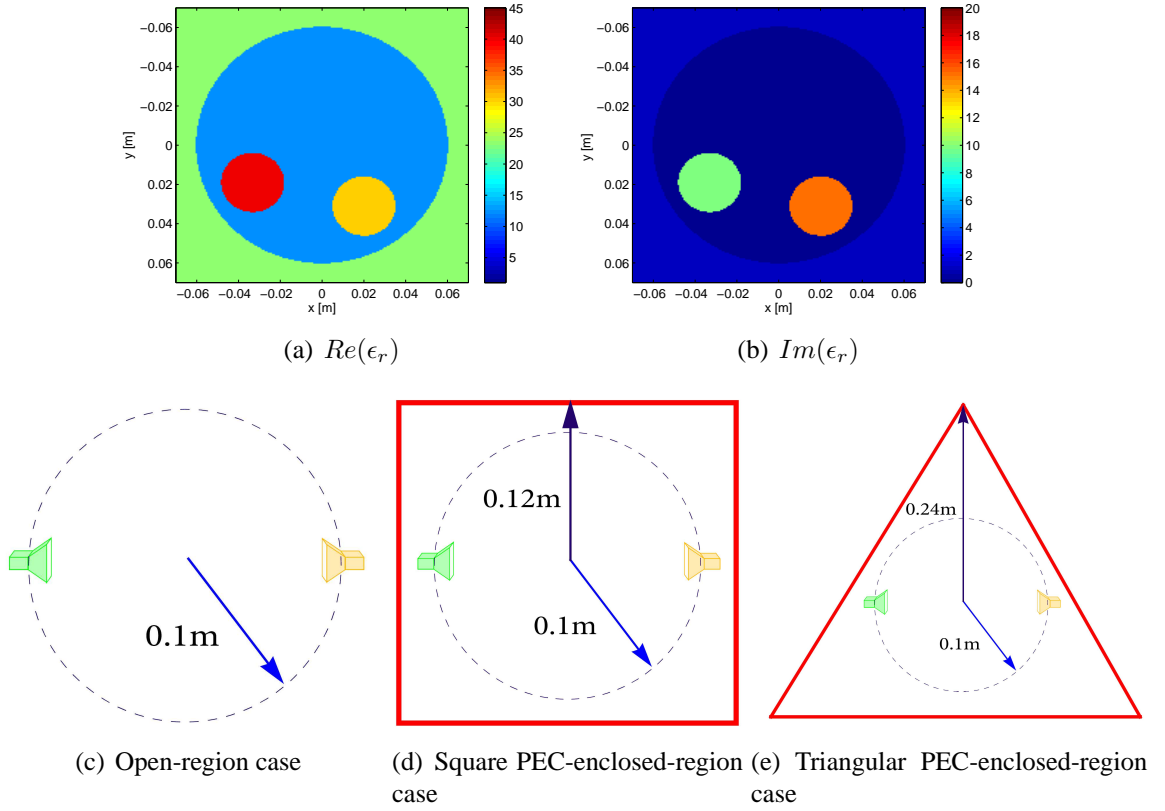 −0.06
−0.04
−0.02
0
0.02
0.04
0.06
y [m]
−0.06 −0.04 −0.02 0 0.02 0.04 0.06
x [m]
45
40
35
30
25
20
15
10
5
(a) Re(ϵr)
−0.06
−0.04
−0.02
0
0.02
0.04
0.06
y [m]
−0.06 −0.04 −0.02 0 0.02 0.04 0.06
x [m]
20
18
16
14
12
10
8
6
4
2
0
(b) Im(ϵr)
0.1m
(c) Open-region case
0.12m
0.1m
(d) Square PEC-enclosed-region
case
0.24m
0.1m
(e) Triangular PEC-enclosed-region
case